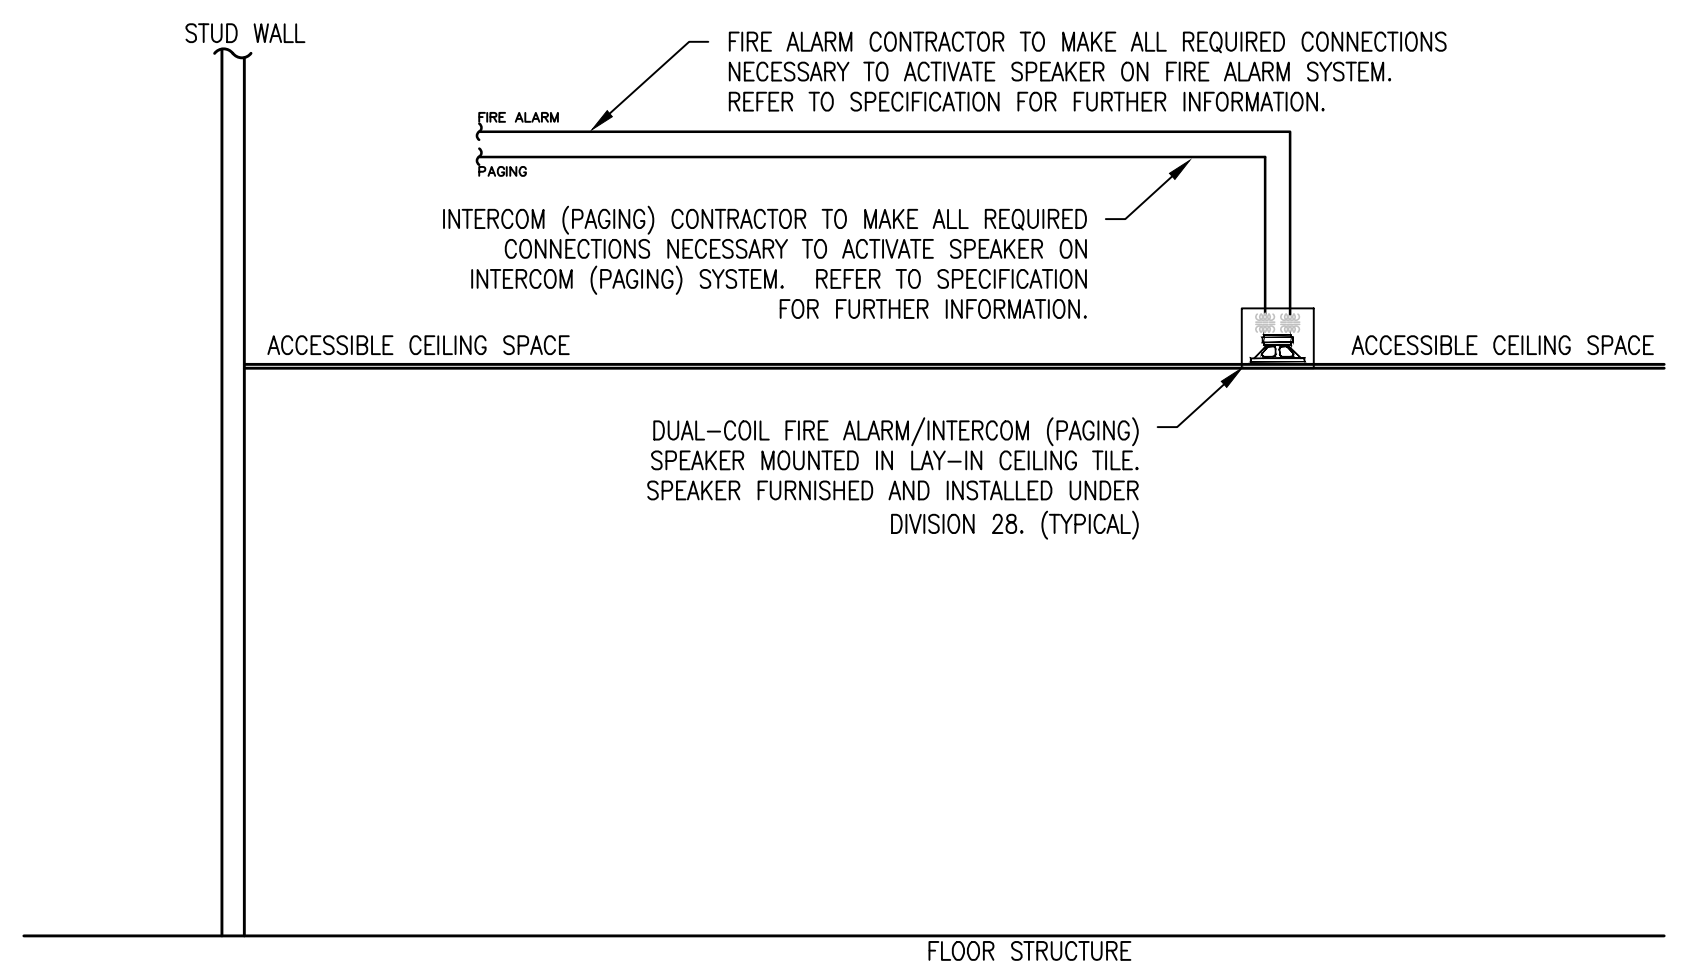 STUD WALL
FIRE ALARM CONTRACTOR TO MAKE ALL REQUIRED CONNECTIONS
NECESSARY TO ACTIVATE SPEAKER ON FIRE ALARM SYSTEM.
REFER TO SPECIFICATION FOR FURTHER INFORMATION.
FIRE ALARM
PAGING
INTERCOM (PAGING) CONTRACTOR TO MAKE ALL REQUIRED
CONNECTIONS NECESSARY TO ACTIVATE SPEAKER ON
INTERCOM (PAGING) SYSTEM. REFER TO SPECIFICATION
FOR FURTHER INFORMATION.
ACCESSIBLE CEILING SPACE
ACCESSIBLE CEILING SPACE
DUAL-COIL FIRE ALARM/INTERCOM (PAGING)
SPEAKER MOUNTED IN LAY-IN CEILING TILE.
SPEAKER FURNISHED AND INSTALLED UNDER
DIVISION 28. (TYPICAL)
FLOOR STRUCTURE